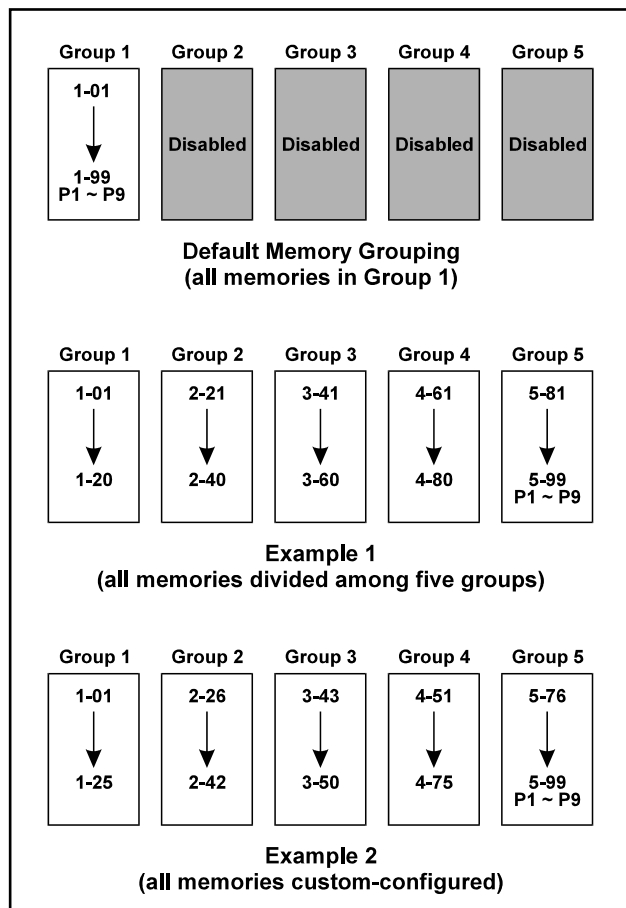 Group 1 Group 2 Group 3 Group 4 Group 5
1-01
Disabled Disabled Disabled Disabled
1-99
P1 ~ P9
Default Memory Grouping
(all memories in Group 1)
Group 1 Group 2 Group 3 Group 4 Group 5
1-01 2-21 3-41 4-61 5-81
1-20 2-40 3-60 4-80 5-99
P1 ~ P9
Example 1
(all memories divided among five groups)
Group 1 Group 2 Group 3 Group 4 Group 5
1-01 2-26 3-43 4-51 5-76
1-25 2-42 3-50 4-75 5-99
P1 ~ P9
Example 2
(all memories custom-configured)